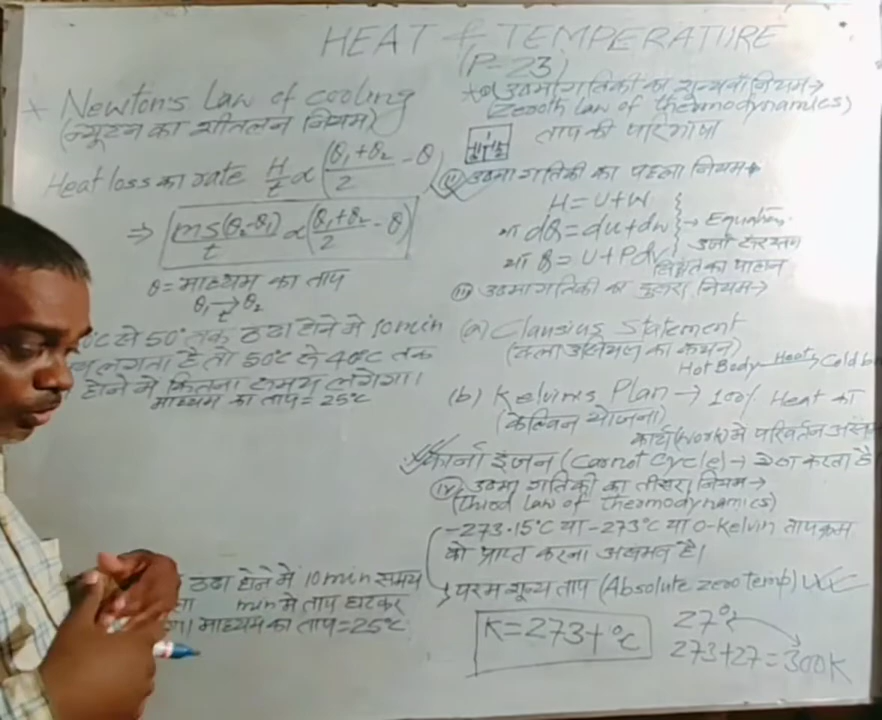 HEAT & TEMPERATURE
(P-23)
* Newton's Law of cooling
(न्यूटन का शीतलन नियम)
Heat loss का rate H/t ∝ (θ₁+θ₂/2 - θ)
⇒ ms(θ₂-θ₁)/t ∝ (θ₁+θ₂/2 - θ)
θ = माध्यम का ताप
θ₁ → θ₂
t
°C से 50° तक ठंडा होने में 10 min
लगता है तो 50°C से 40°C तक
होने में कितना समय लगेगा।
माध्यम का ताप = 25°C
ठंडा होने में 10 min समय
min में ताप घटकर
माध्यम का ताप = 25°C
उष्मागतिकी का शून्यवाँ नियम →
(Zeroth law of thermodynamics)
ताप की परिभाषा
(ii) उष्मा गतिकी का पहला नियम →
H = U + W
या dQ = du + dw → Equation
या Q = U + Pdv उर्जा संरक्षण
सिद्धांत का पालन
(iii) उष्मागतिकी का दुसरा नियम →
(a) Clausius Statement
(क्लाउसियस का कथन)
Hot Body Heat → Cold
(b) Kelvin's Plan → 100% Heat का
(केल्विन योजना)
कार्य (Work) में परिवर्तन
कार्नो इंजन (Carnot Cycle) → करता है
(iv) उष्मा गतिकी का तीसरा नियम →
(Third law of thermodynamics)
-273.15°C या -273°C या 0-Kelvin तापक्रम
को प्राप्त करना असंभव है।
परम शून्य ताप (Absolute zero temp)
K = 273 + °C
27°C
273+27 = 300K